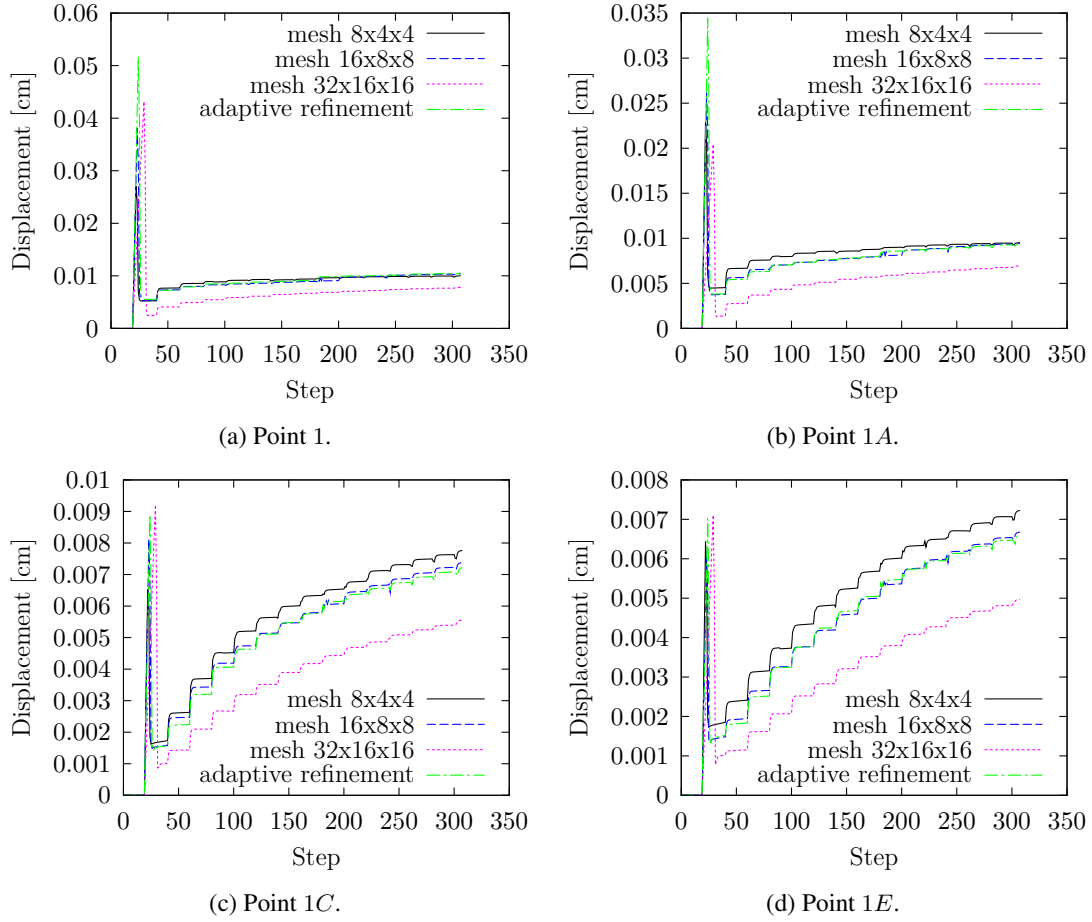 0.06
0.05
0.04
0.03
0.02
0.01
0
0 50 100 150 200 250 300 350
Displacement [cm]
Step
mesh 8x4x4
mesh 16x8x8
mesh 32x16x16
adaptive refinement
(a) Point 1.
0.035
0.03
0.025
0.02
0.015
0.01
0.005
0
0 50 100 150 200 250 300 350
Displacement [cm]
Step
mesh 8x4x4
mesh 16x8x8
mesh 32x16x16
adaptive refinement
(b) Point 1A.
0.01
0.009
0.008
0.007
0.006
0.005
0.004
0.003
0.002
0.001
0
0 50 100 150 200 250 300 350
Displacement [cm]
Step
mesh 8x4x4
mesh 16x8x8
mesh 32x16x16
adaptive refinement
(c) Point 1C.
0.008
0.007
0.006
0.005
0.004
0.003
0.002
0.001
0
0 50 100 150 200 250 300 350
Displacement [cm]
Step
mesh 8x4x4
mesh 16x8x8
mesh 32x16x16
adaptive refinement
(d) Point 1E.